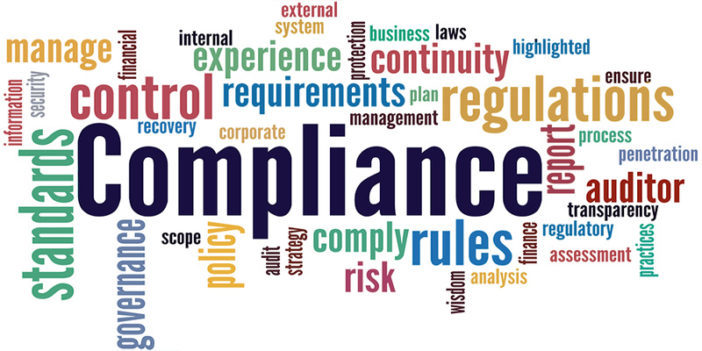 external
system
internal
business
laws
manage
financial
experience
protection
continuity
highlighted
information
security
control
requirements
plan
regulations
ensure
management
recovery
corporate
standards
Compliance
report
process
penetration
auditor
transparency
governance
scope
policy
audit
strategy
comply
rules
finance
regulatory
practices
risk
wisdom
analysis
assessment